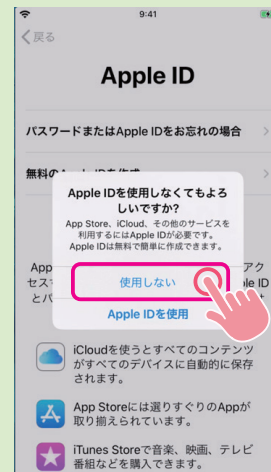 9:41
戻る
Apple ID
パスワードまたはApple IDをお忘れの場合
無料の
Apple IDを使用しなくてもよろ
しいですか?
App Store、iCloud、その他のサービスを
利用するにはApple IDが必要です。
Apple IDは無料で簡単に作成できます。
App アク
セス ple ID
とパ
使用しない
Apple IDを使用
iCloudを使うとすべてのコンテンツ
がすべてのデバイスに自動的に保存
されます。
App Storeには選りすぐりのAppが
取り揃えられています。
iTunes Storeで音楽、映画、テレビ
番組などを購入できます。